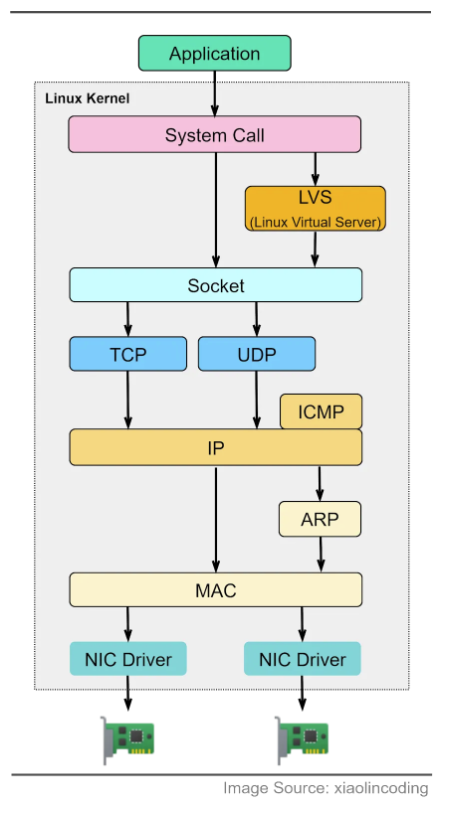 Application
Linux Kernel
System Call
LVS
(Linux Virtual Server)
Socket
TCP
UDP
ICMP
IP
ARP
MAC
NIC Driver
NIC Driver
Image Source: xiaolincoding